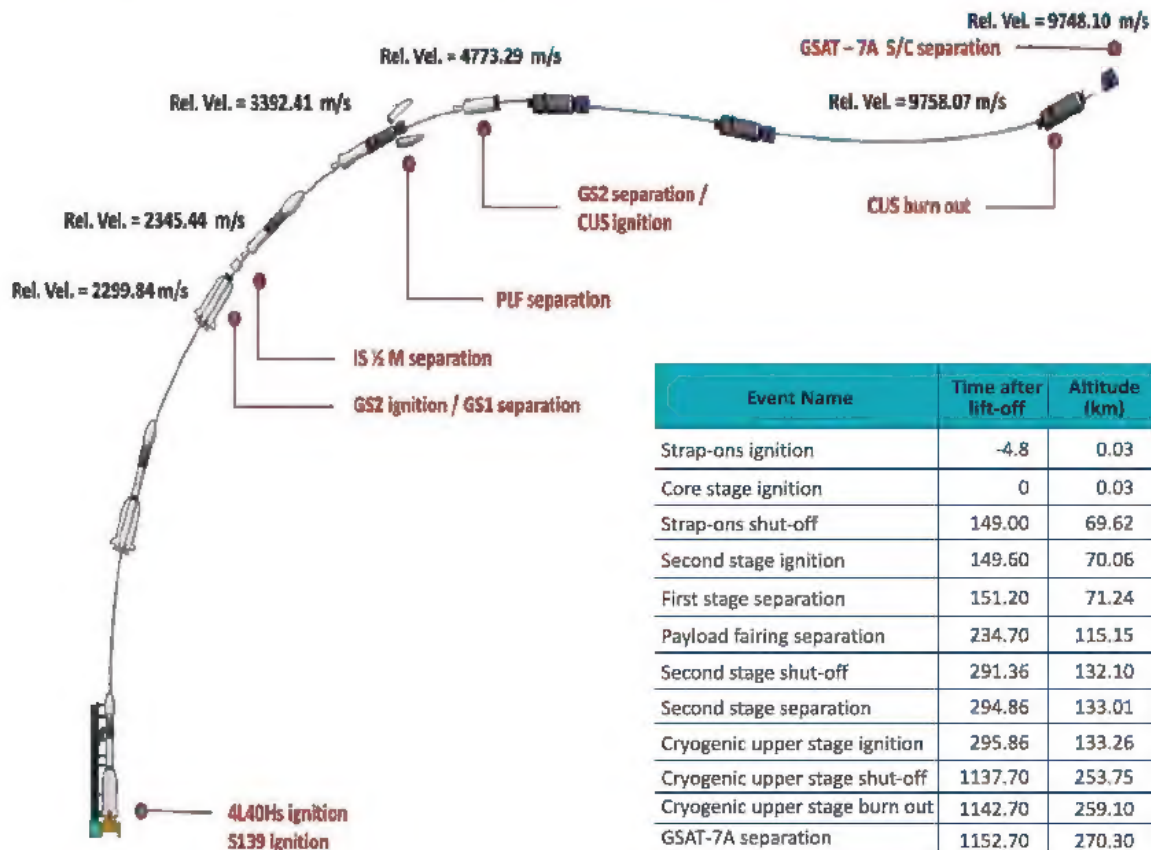 Rel. Vel. = 9748.10 m/s
GSAT – 7A S/C separation
Rel. Vel. = 4773.29 m/s
Rel. Vel. = 3392.41 m/s
Rel. Vel. = 9758.07 m/s
GS2 separation /
CUS ignition
CUS burn out
Rel. Vel. = 2345.44 m/s
Rel. Vel. = 2299.84 m/s
PLF separation
IS ½ M separation
GS2 ignition / GS1 separation
Event Name Time after lift-off Altitude (km)
Strap-ons ignition -4.8 0.03
Core stage ignition 0 0.03
Strap-ons shut-off 149.00 69.62
Second stage ignition 149.60 70.06
First stage separation 151.20 71.24
Payload fairing separation 234.70 115.15
Second stage shut-off 291.36 132.10
Second stage separation 294.86 133.01
Cryogenic upper stage ignition 295.86 133.26
Cryogenic upper stage shut-off 1137.70 253.75
Cryogenic upper stage burn out 1142.70 259.10
GSAT-7A separation 1152.70 270.30
4L40Hs ignition
S139 ignition